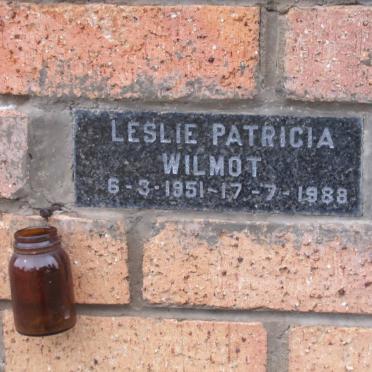 LESLIE PATRICIA
WILMOT
6-3-1951-17-7-1988